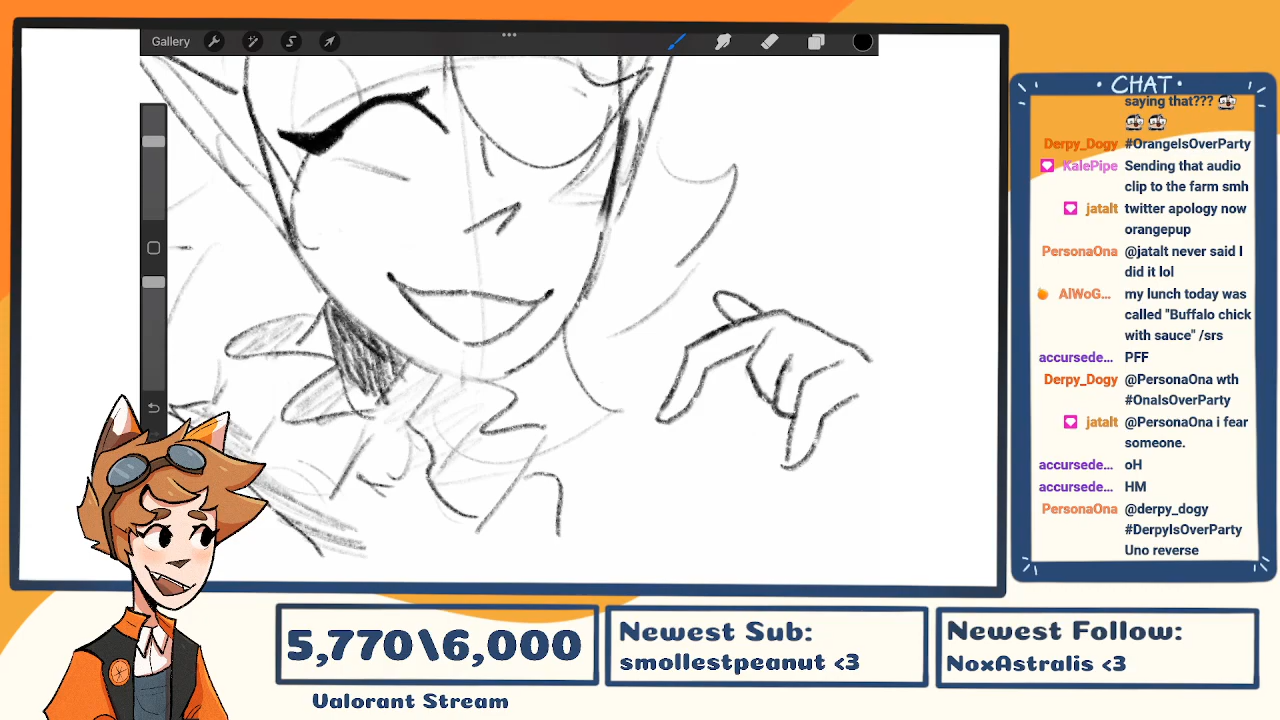 Gallery
• CHAT •
saying that???
Derpy_Dogy #OrangeIsOverParty
KalePipe Sending that audio
clip to the farm smh
jatalt twitter apology now
orangepup
PersonaOna @jatalt never said I
did it lol
AlWoG... my lunch today was
called "Buffalo chick
with sauce" /srs
accursede... PFF
Derpy_Dogy @PersonaOna wth
#OnaIsOverParty
jatalt @PersonaOna i fear
someone.
accursede... oH
accursede... HM
PersonaOna @derpy_dogy
#DerpyIsOverParty
Uno reverse
5,770\6,000
Valorant Stream
Newest Sub:
smollestpeanut <3
Newest Follow:
NoxAstralis <3